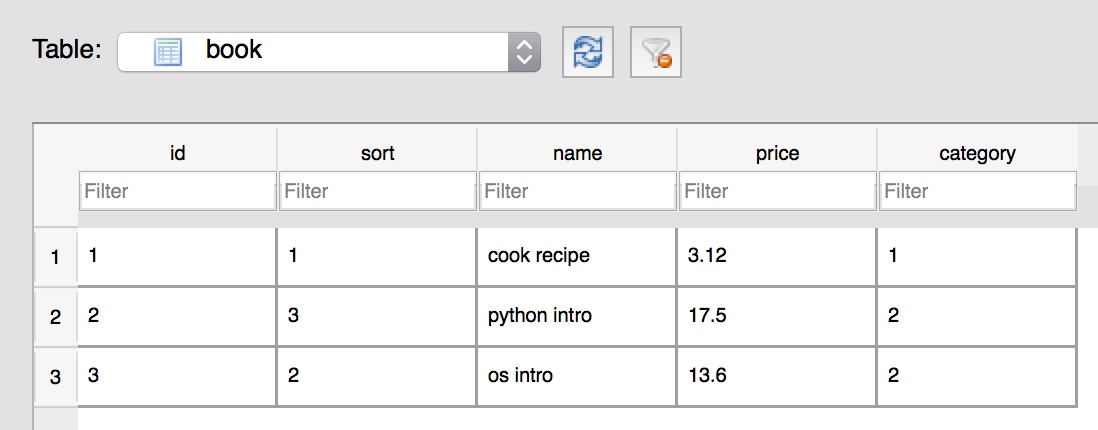 Table: book
id sort name price category
Filter Filter Filter Filter Filter
1 1 1 cook recipe 3.12 1
2 2 3 python intro 17.5 2
3 3 2 os intro 13.6 2